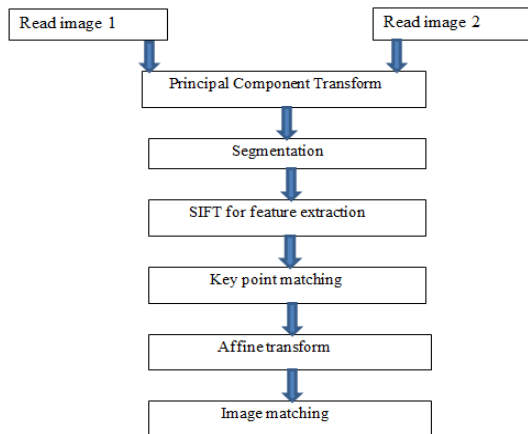 Read image 1
Read image 2
Principal Component Transform
Segmentation
SIFT for feature extraction
Key point matching
Affine transform
Image matching